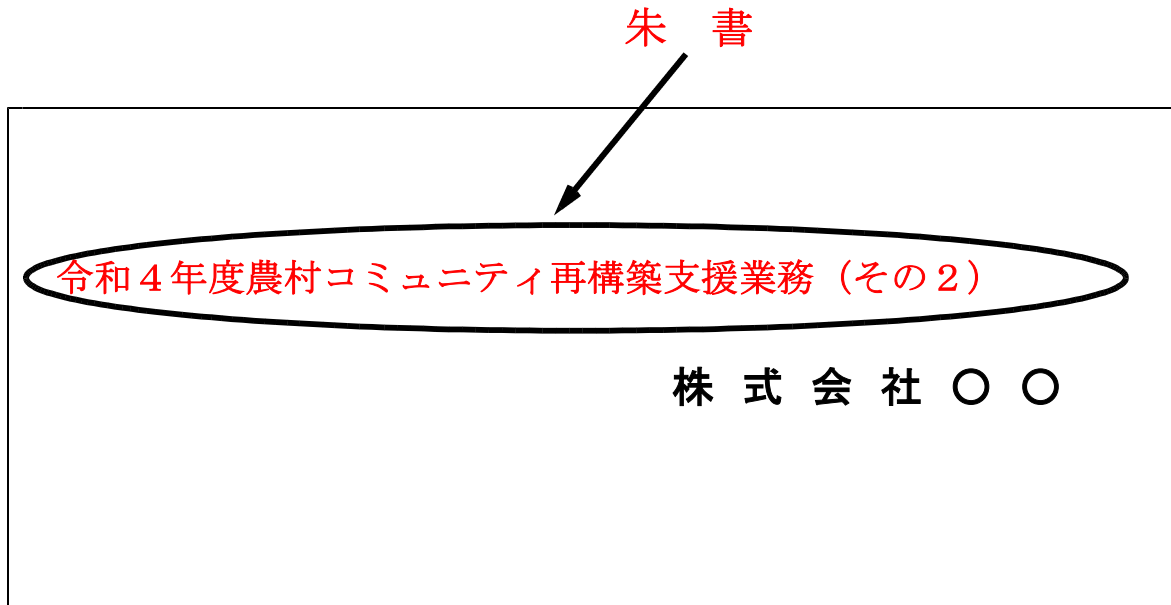 朱　書
令和４年度農村コミュニティ再構築支援業務（その２）
株 式 会 社 〇 〇